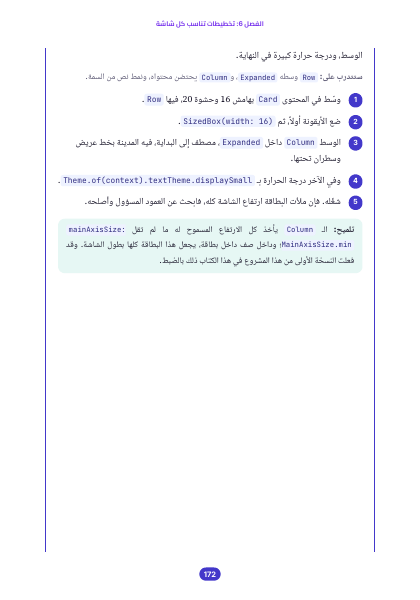 الفصل 6: تخطيطات تناسب كل شاشة
الوسط، ودرجة حرارة كبيرة في النهاية.
ستتدرب على: Row وسطه Expanded، و Column يحتضن محتواه، ونمط نص من السمة.
1 وسّط في المحتوى Card بهامش 16 وحشوة 20، فيها Row.
2 ضع الأيقونة أولاً، ثم SizedBox(width: 16).
3 الوسط Column داخل Expanded، مصطف إلى البداية، فيه المدينة بخط عريض
وسطران تحتها.
4 وفي الآخر درجة الحرارة بـ Theme.of(context).textTheme.displaySmall.
5 شغّله. فإن ملأت البطاقة ارتفاع الشاشة كله، فابحث عن العمود المسؤول وأصلحه.
تلميح: الـ Column يأخذ كل الارتفاع المسموح له ما لم تقل mainAxisSize:
MainAxisSize.min؛ وداخل صف داخل بطاقة، يجعل هذا البطاقة كلها بطول الشاشة. وقد
فعلت النسخة الأولى من هذا المشروع في هذا الكتاب ذلك بالضبط.
172